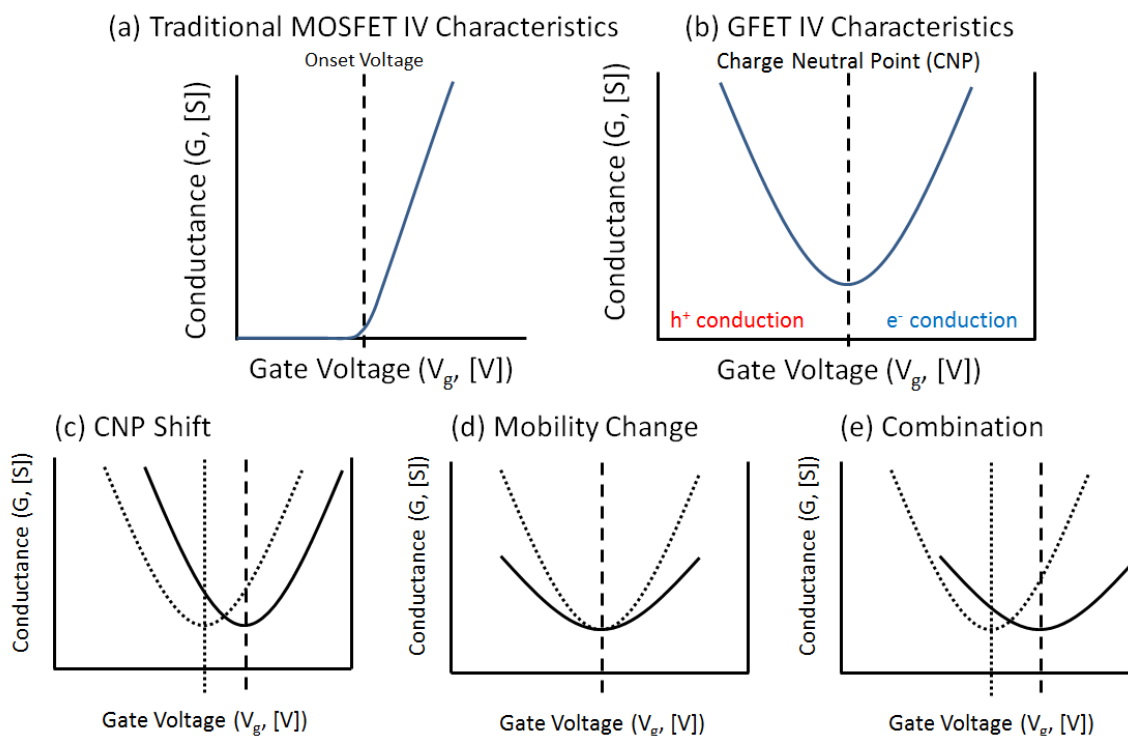 (a) Traditional MOSFET IV Characteristics
Onset Voltage
Conductance (G, [S])
Gate Voltage (Vg, [V])
(b) GFET IV Characteristics
Charge Neutral Point (CNP)
Conductance (G, [S])
h+ conduction
e- conduction
Gate Voltage (Vg, [V])
(c) CNP Shift
Conductance (G, [S])
Gate Voltage (Vg, [V])
(d) Mobility Change
Conductance (G, [S])
Gate Voltage (Vg, [V])
(e) Combination
Conductance (G, [S])
Gate Voltage (Vg, [V])